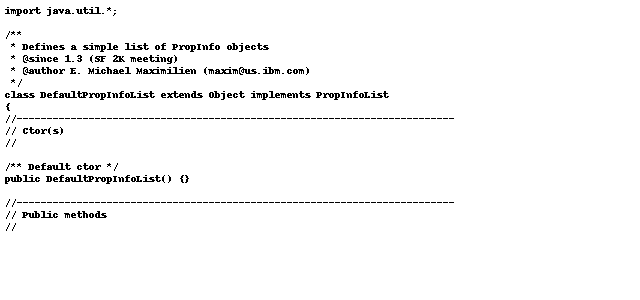 import java.util.*;
/**
 * Defines a simple list of PropInfo objects
 * @since 1.3 (SF 2K meeting)
 * @author E. Michael Maximilien (maxim@us.ibm.com)
 */
class DefaultPropInfoList extends Object implements PropInfoList
{
//-------------------------------------------------------------------------
// Ctor(s)
//
/** Default ctor */
public DefaultPropInfoList() {}
//-------------------------------------------------------------------------
// Public methods
//